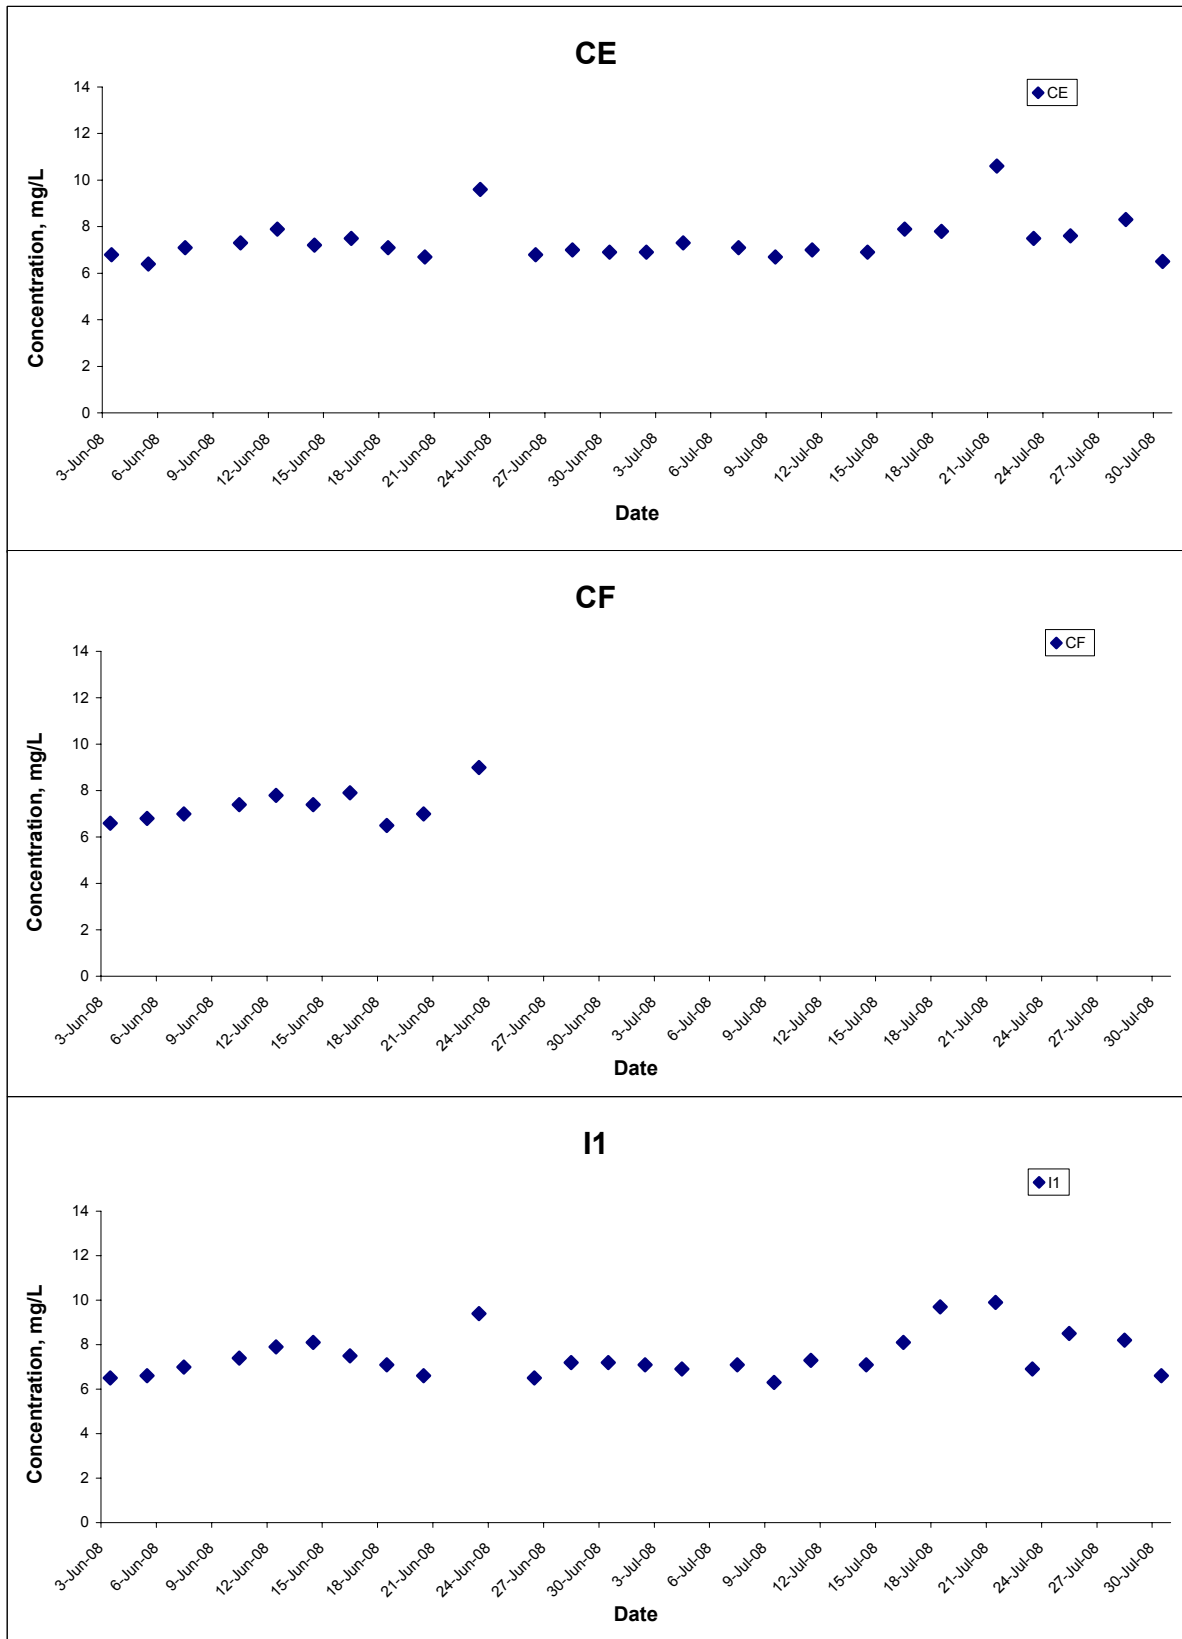 CE
CE
14
12
10
8
6
4
2
0
Concentration, mg/L
3-Jun-08 6-Jun-08 9-Jun-08 12-Jun-08 15-Jun-08 18-Jun-08 21-Jun-08 24-Jun-08 27-Jun-08 30-Jun-08 3-Jul-08 6-Jul-08 9-Jul-08 12-Jul-08 15-Jul-08 18-Jul-08 21-Jul-08 24-Jul-08 27-Jul-08 30-Jul-08
Date
CF
CF
14
12
10
8
6
4
2
0
Concentration, mg/L
3-Jun-08 6-Jun-08 9-Jun-08 12-Jun-08 15-Jun-08 18-Jun-08 21-Jun-08 24-Jun-08 27-Jun-08 30-Jun-08 3-Jul-08 6-Jul-08 9-Jul-08 12-Jul-08 15-Jul-08 18-Jul-08 21-Jul-08 24-Jul-08 27-Jul-08 30-Jul-08
Date
I1
I1
14
12
10
8
6
4
2
0
Concentration, mg/L
3-Jun-08 6-Jun-08 9-Jun-08 12-Jun-08 15-Jun-08 18-Jun-08 21-Jun-08 24-Jun-08 27-Jun-08 30-Jun-08 3-Jul-08 6-Jul-08 9-Jul-08 12-Jul-08 15-Jul-08 18-Jul-08 21-Jul-08 24-Jul-08 27-Jul-08 30-Jul-08
Date